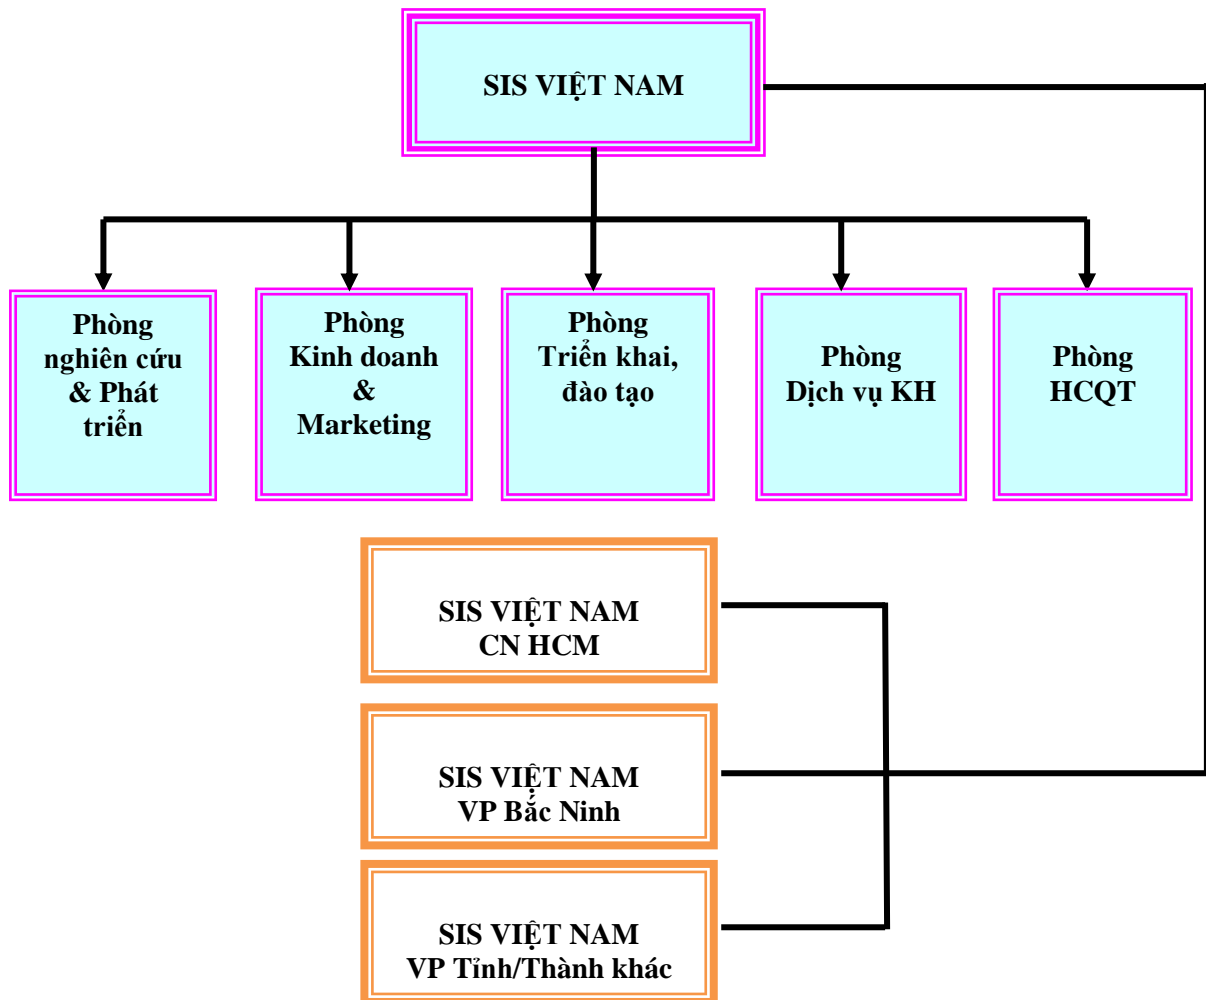 SIS VIỆT NAM
Phòng
nghiên cứu
& Phát
triển
Phòng
Kinh doanh
&
Marketing
Phòng
Triển khai,
đào tạo
Phòng
Dịch vụ KH
Phòng
HCQT
SIS VIỆT NAM
CN HCM
SIS VIỆT NAM
VP Bắc Ninh
SIS VIỆT NAM
VP Tỉnh/Thành khác